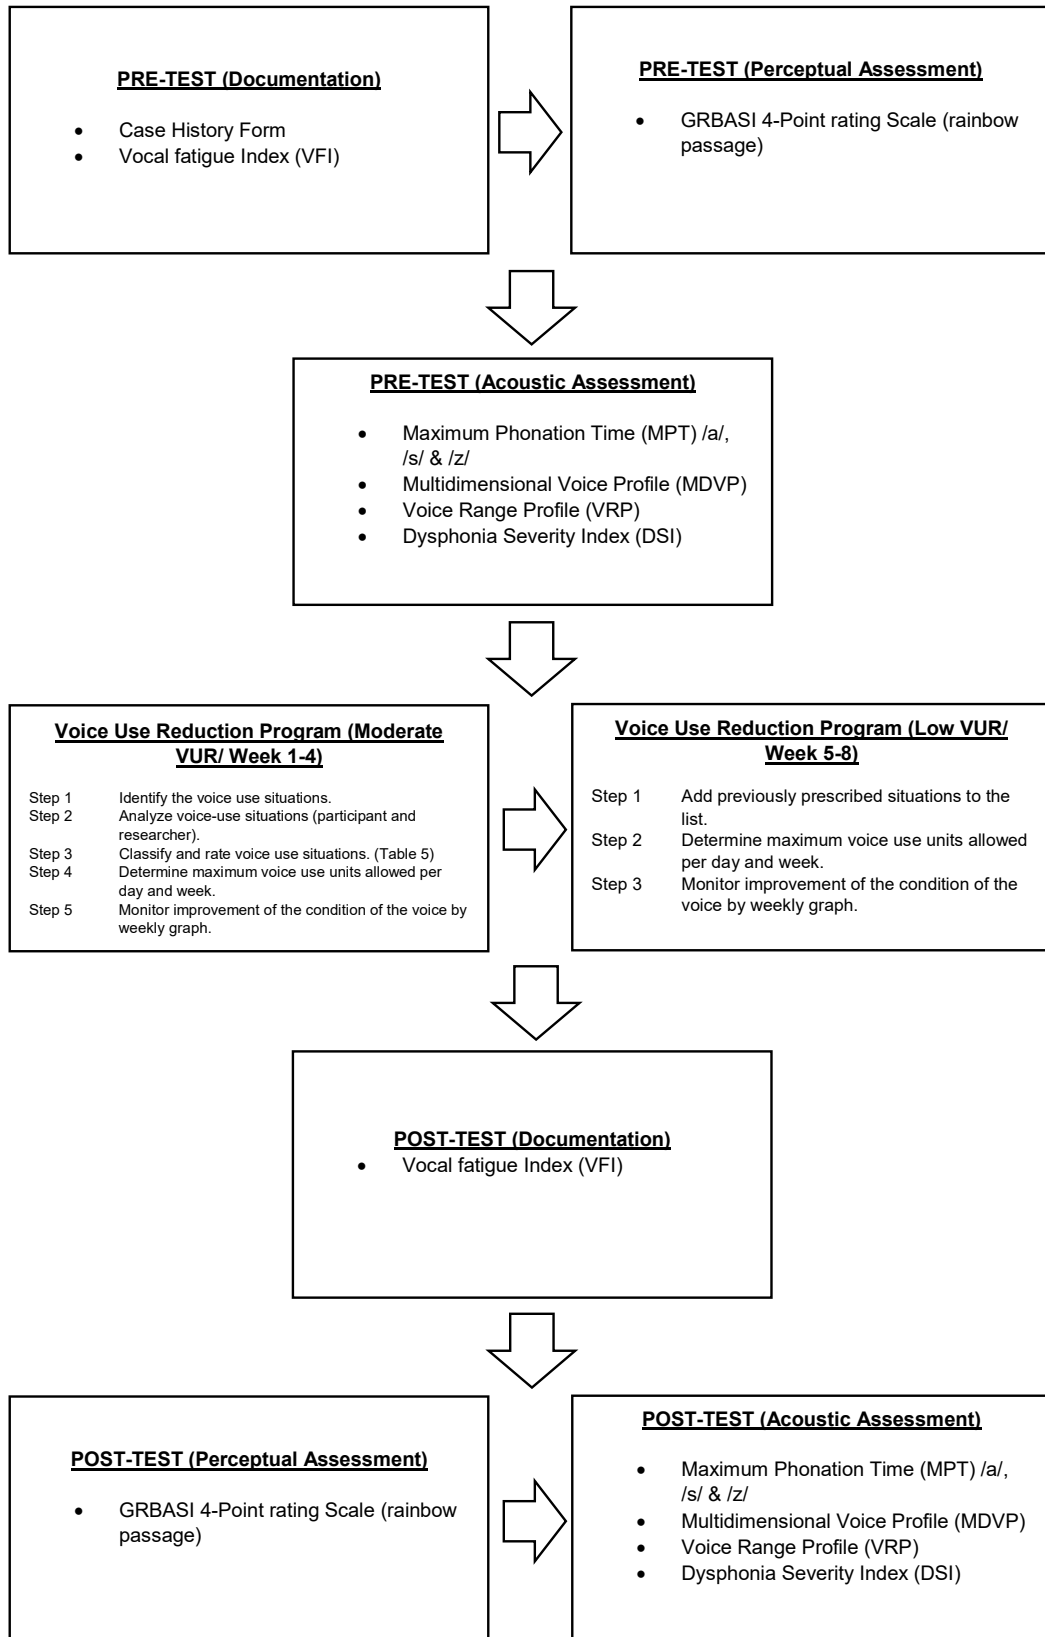 PRE-TEST (Documentation)
• Case History Form
• Vocal fatigue Index (VFI)
PRE-TEST (Perceptual Assessment)
• GRBASI 4-Point rating Scale (rainbow
passage)
PRE-TEST (Acoustic Assessment)
• Maximum Phonation Time (MPT) /a/,
/s/ & /z/
• Multidimensional Voice Profile (MDVP)
• Voice Range Profile (VRP)
• Dysphonia Severity Index (DSI)
Voice Use Reduction Program (Moderate
VUR/ Week 1-4)
Step 1 Identify the voice use situations.
Step 2 Analyze voice-use situations (participant and
researcher).
Step 3 Classify and rate voice use situations. (Table 5)
Step 4 Determine maximum voice use units allowed per
day and week.
Step 5 Monitor improvement of the condition of the voice by
weekly graph.
Voice Use Reduction Program (Low VUR/
Week 5-8)
Step 1 Add previously prescribed situations to the
list.
Step 2 Determine maximum voice use units allowed
per day and week.
Step 3 Monitor improvement of the condition of the
voice by weekly graph.
POST-TEST (Documentation)
• Vocal fatigue Index (VFI)
POST-TEST (Perceptual Assessment)
• GRBASI 4-Point rating Scale (rainbow
passage)
POST-TEST (Acoustic Assessment)
• Maximum Phonation Time (MPT) /a/,
/s/ & /z/
• Multidimensional Voice Profile (MDVP)
• Voice Range Profile (VRP)
• Dysphonia Severity Index (DSI)